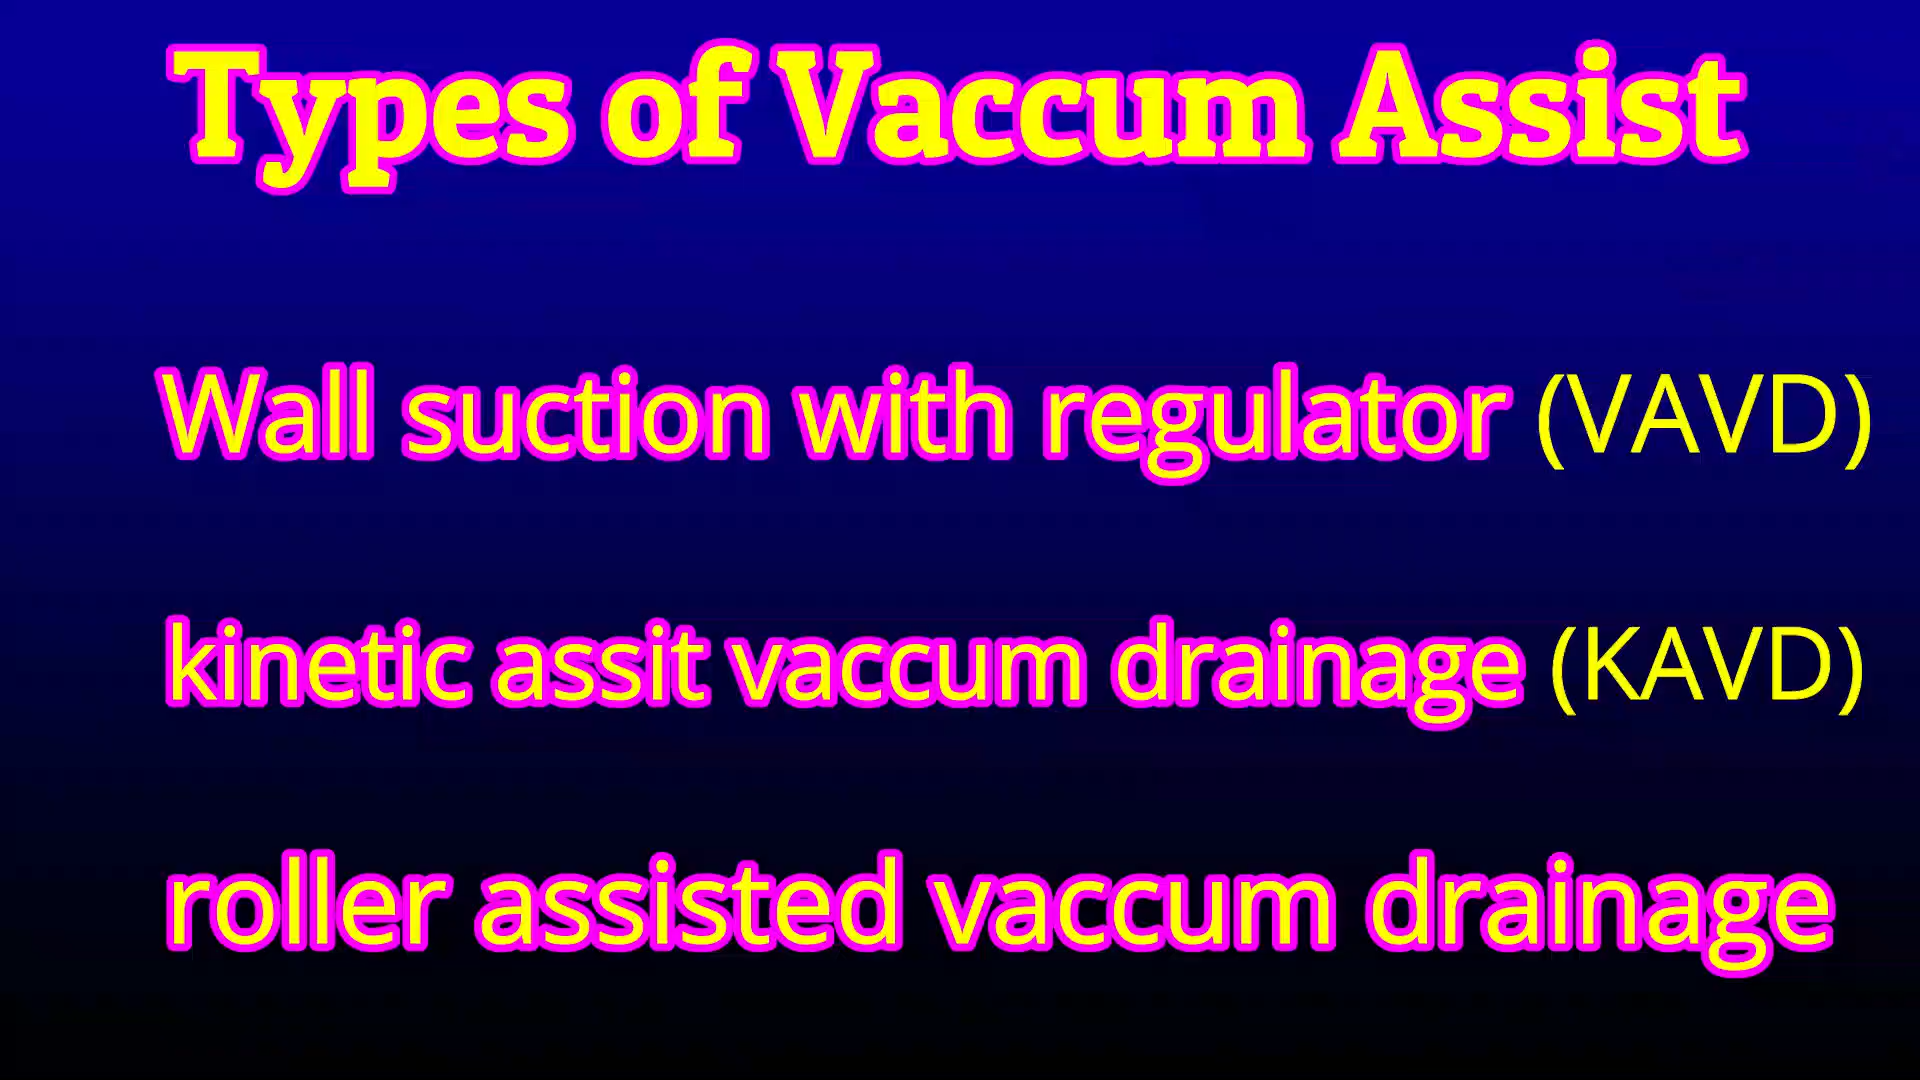 Types of Vaccum Assist
Wall suction with regulator (VAVD)
kinetic assit vaccum drainage (KAVD)
roller assisted vaccum drainage